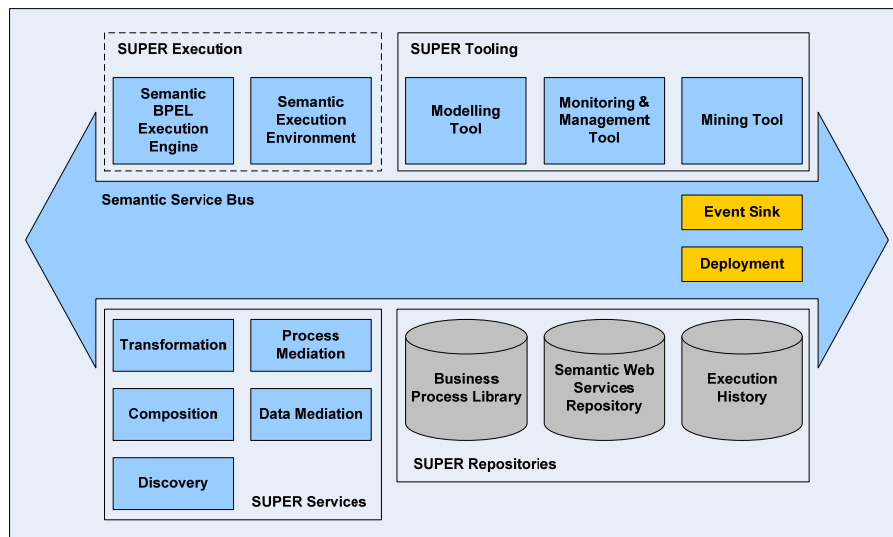 SUPER Execution
Semantic
BPEL
Execution
Engine
Semantic
Execution
Environment
SUPER Tooling
Modelling
Tool
Monitoring &
Management
Tool
Mining Tool
Semantic Service Bus
Event Sink
Deployment
Transformation
Process
Mediation
Composition
Data Mediation
Discovery
SUPER Services
Business
Process Library
Semantic Web
Services
Repository
Execution
History
SUPER Repositories